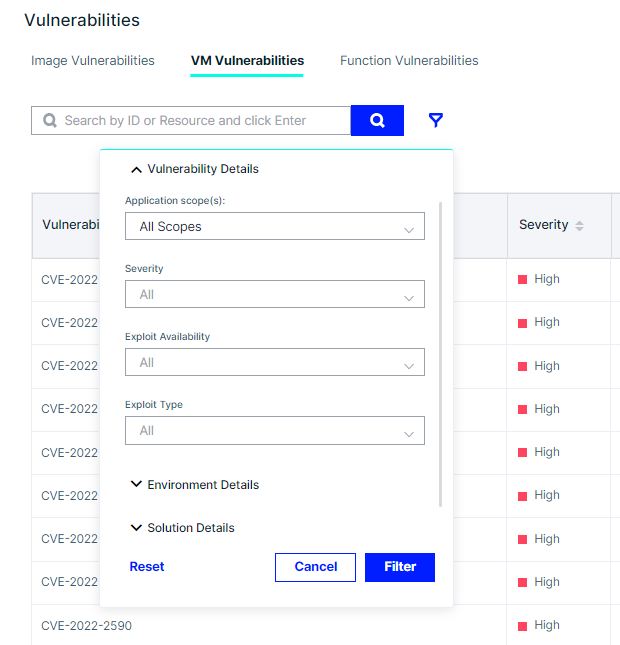 Vulnerabilities
Image Vulnerabilities VM Vulnerabilities Function Vulnerabilities
Search by ID or Resource and click Enter
Vulnerability Details
Application scope(s):
All Scopes
Vulnerabi Severity
Severity
CVE-2022 High
All
CVE-2022 High
Exploit Availability
All
CVE-2022 High
Exploit Type
CVE-2022 High
All
CVE-2022 High
Environment Details
CVE-2022 High
Solution Details
CVE-2022 High
Reset Cancel Filter
CVE-2022 High
CVE-2022-2590 High